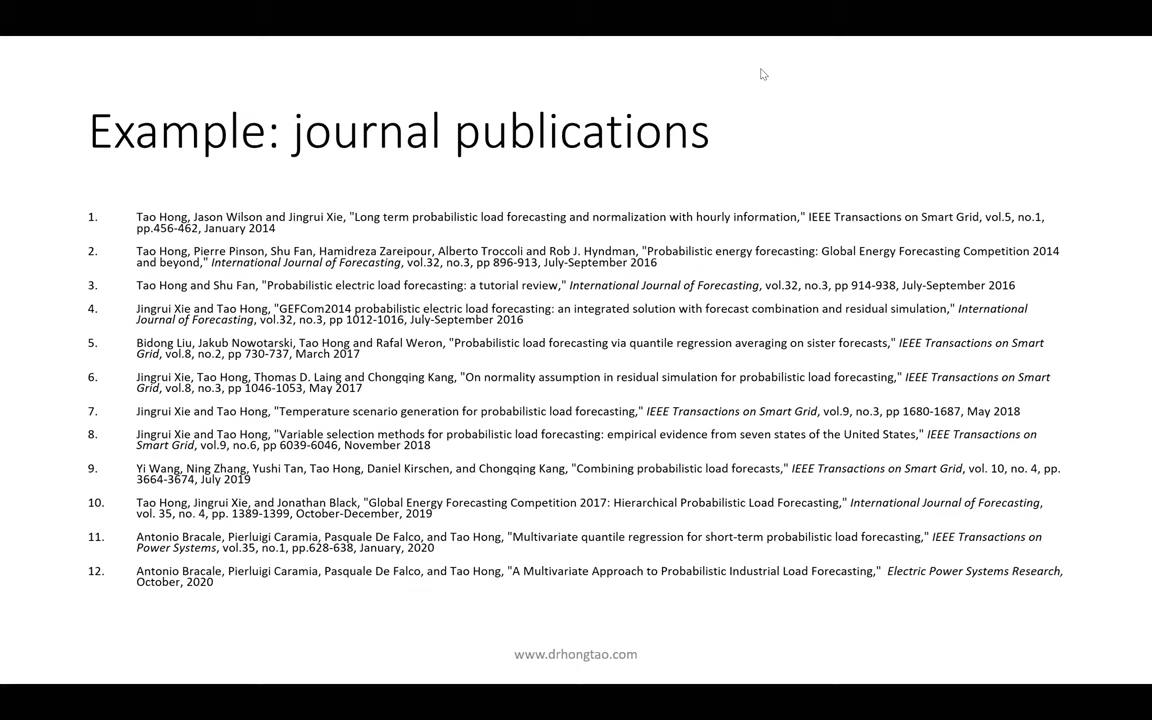 Example: journal publications
1. Tao Hong, Jason Wilson and Jingrui Xie, "Long term probabilistic load forecasting and normalization with hourly information," IEEE Transactions on Smart Grid, vol.5, no.1,
pp.456-462, January 2014
2. Tao Hong, Pierre Pinson, Shu Fan, Hamidreza Zareipour, Alberto Troccoli and Rob J. Hyndman, "Probabilistic energy forecasting: Global Energy Forecasting Competition 2014
and beyond," International Journal of Forecasting, vol.32, no.3, pp 896-913, July-September 2016
3. Tao Hong and Shu Fan, "Probabilistic electric load forecasting: a tutorial review," International Journal of Forecasting, vol.32, no.3, pp 914-938, July-September 2016
4. Jingrui Xie and Tao Hong, "GEFCom2014 probabilistic electric load forecasting: an integrated solution with forecast combination and residual simulation," International
Journal of Forecasting, vol.32, no.3, pp 1012-1016, July-September 2016
5. Bidong Liu, Jakub Nowotarski, Tao Hong and Rafal Weron, "Probabilistic load forecasting via quantile regression averaging on sister forecasts," IEEE Transactions on Smart
Grid, vol.8, no.2, pp 730-737, March 2017
6. Jingrui Xie, Tao Hong, Thomas D. Laing and Chongqing Kang, "On normality assumption in residual simulation for probabilistic load forecasting," IEEE Transactions on Smart
Grid, vol.8, no.3, pp 1046-1053, May 2017
7. Jingrui Xie and Tao Hong, "Temperature scenario generation for probabilistic load forecasting," IEEE Transactions on Smart Grid, vol.9, no.3, pp 1680-1687, May 2018
8. Jingrui Xie and Tao Hong, "Variable selection methods for probabilistic load forecasting: empirical evidence from seven states of the United States," IEEE Transactions on
Smart Grid, vol.9, no.6, pp 6039-6046, November 2018
9. Yi Wang, Ning Zhang, Yushi Tan, Tao Hong, Daniel Kirschen, and Chongqing Kang, "Combining probabilistic load forecasts," IEEE Transactions on Smart Grid, vol. 10, no. 4, pp.
3664-3674, July 2019
10. Tao Hong, Jingrui Xie, and Jonathan Black, "Global Energy Forecasting Competition 2017: Hierarchical Probabilistic Load Forecasting," International Journal of Forecasting,
vol. 35, no. 4, pp. 1389-1399, October-December, 2019
11. Antonio Bracale, Pierluigi Caramia, Pasquale De Falco, and Tao Hong, "Multivariate quantile regression for short-term probabilistic load forecasting," IEEE Transactions on
Power Systems, vol.35, no.1, pp.628-638, January, 2020
12. Antonio Bracale, Pierluigi Caramia, Pasquale De Falco, and Tao Hong, "A Multivariate Approach to Probabilistic Industrial Load Forecasting," Electric Power Systems Research,
October, 2020
www.drhongtao.com